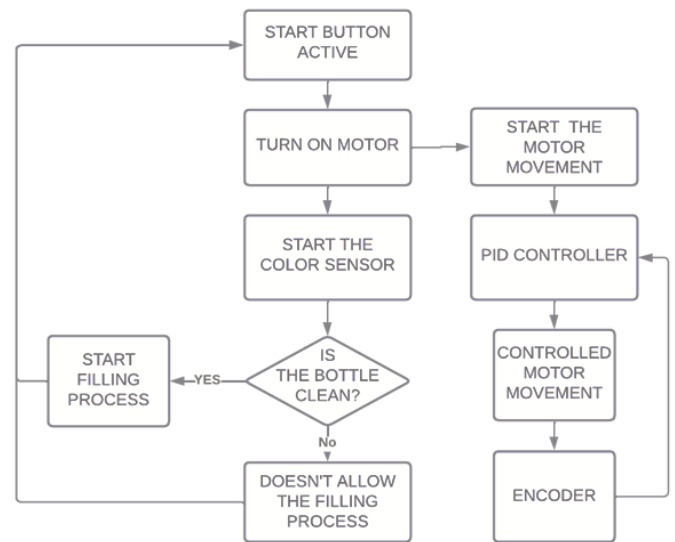 START BUTTON
ACTIVE
TURN ON MOTOR
START THE
MOTOR
MOVEMENT
START THE
COLOR SENSOR
PID CONTROLLER
IS
THE BOTTLE
CLEAN?
YES
START
FILLING
PROCESS
CONTROLLED
MOTOR
MOVEMENT
No
DOESN'T ALLOW
THE FILLING
PROCESS
ENCODER